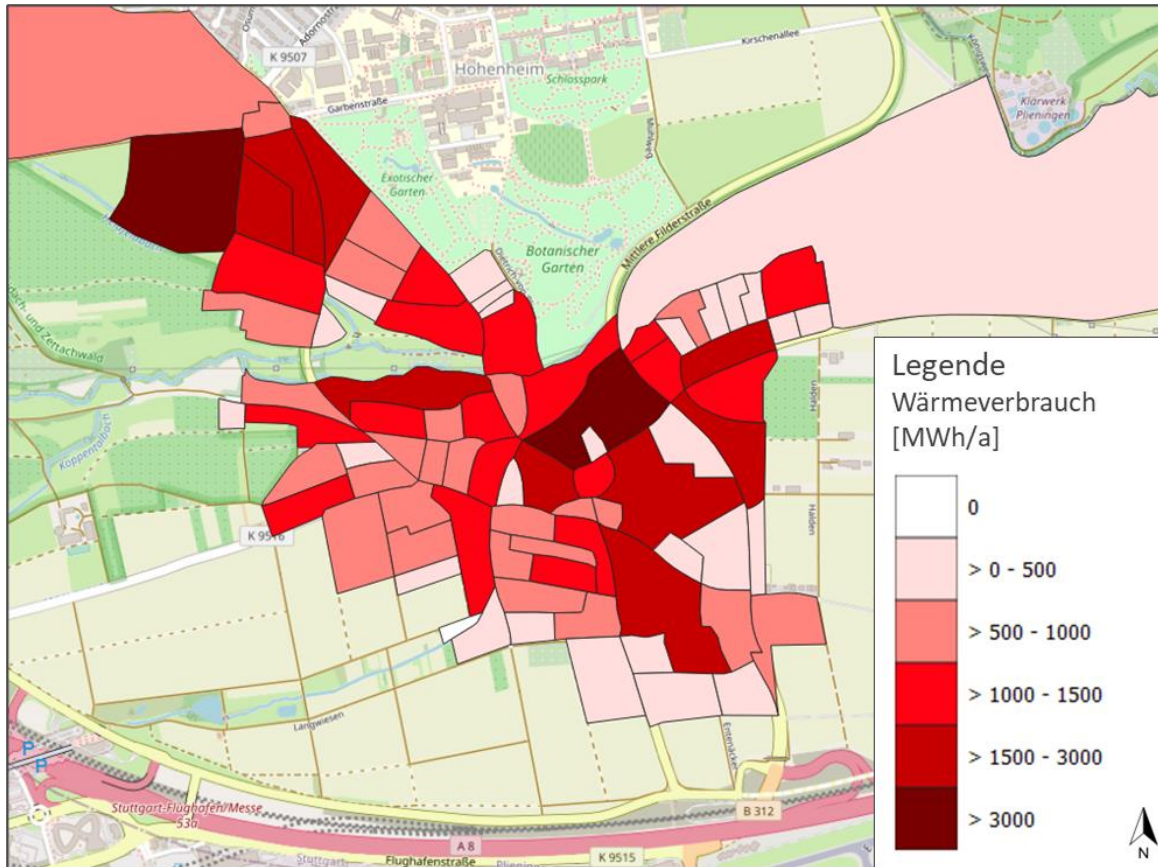 K 9507
Adornostraße
Hohenheim
Schlosspark
Kirschenallee
Garbenstraße
Klärwerk
Plieningen
Exotischer
Garten
Botanischer
Garten
Mittlere Filderstraße
Koppentalbach
K 9516
Halden
Halden
Langwiesen
P
P
Stuttgart-Flughafen/Messe
53a
A 8
Flughafenstraße
K 9515
B 312
Legende
Wärmeverbrauch
[MWh/a]
0
> 0 - 500
> 500 - 1000
> 1000 - 1500
> 1500 - 3000
> 3000
N